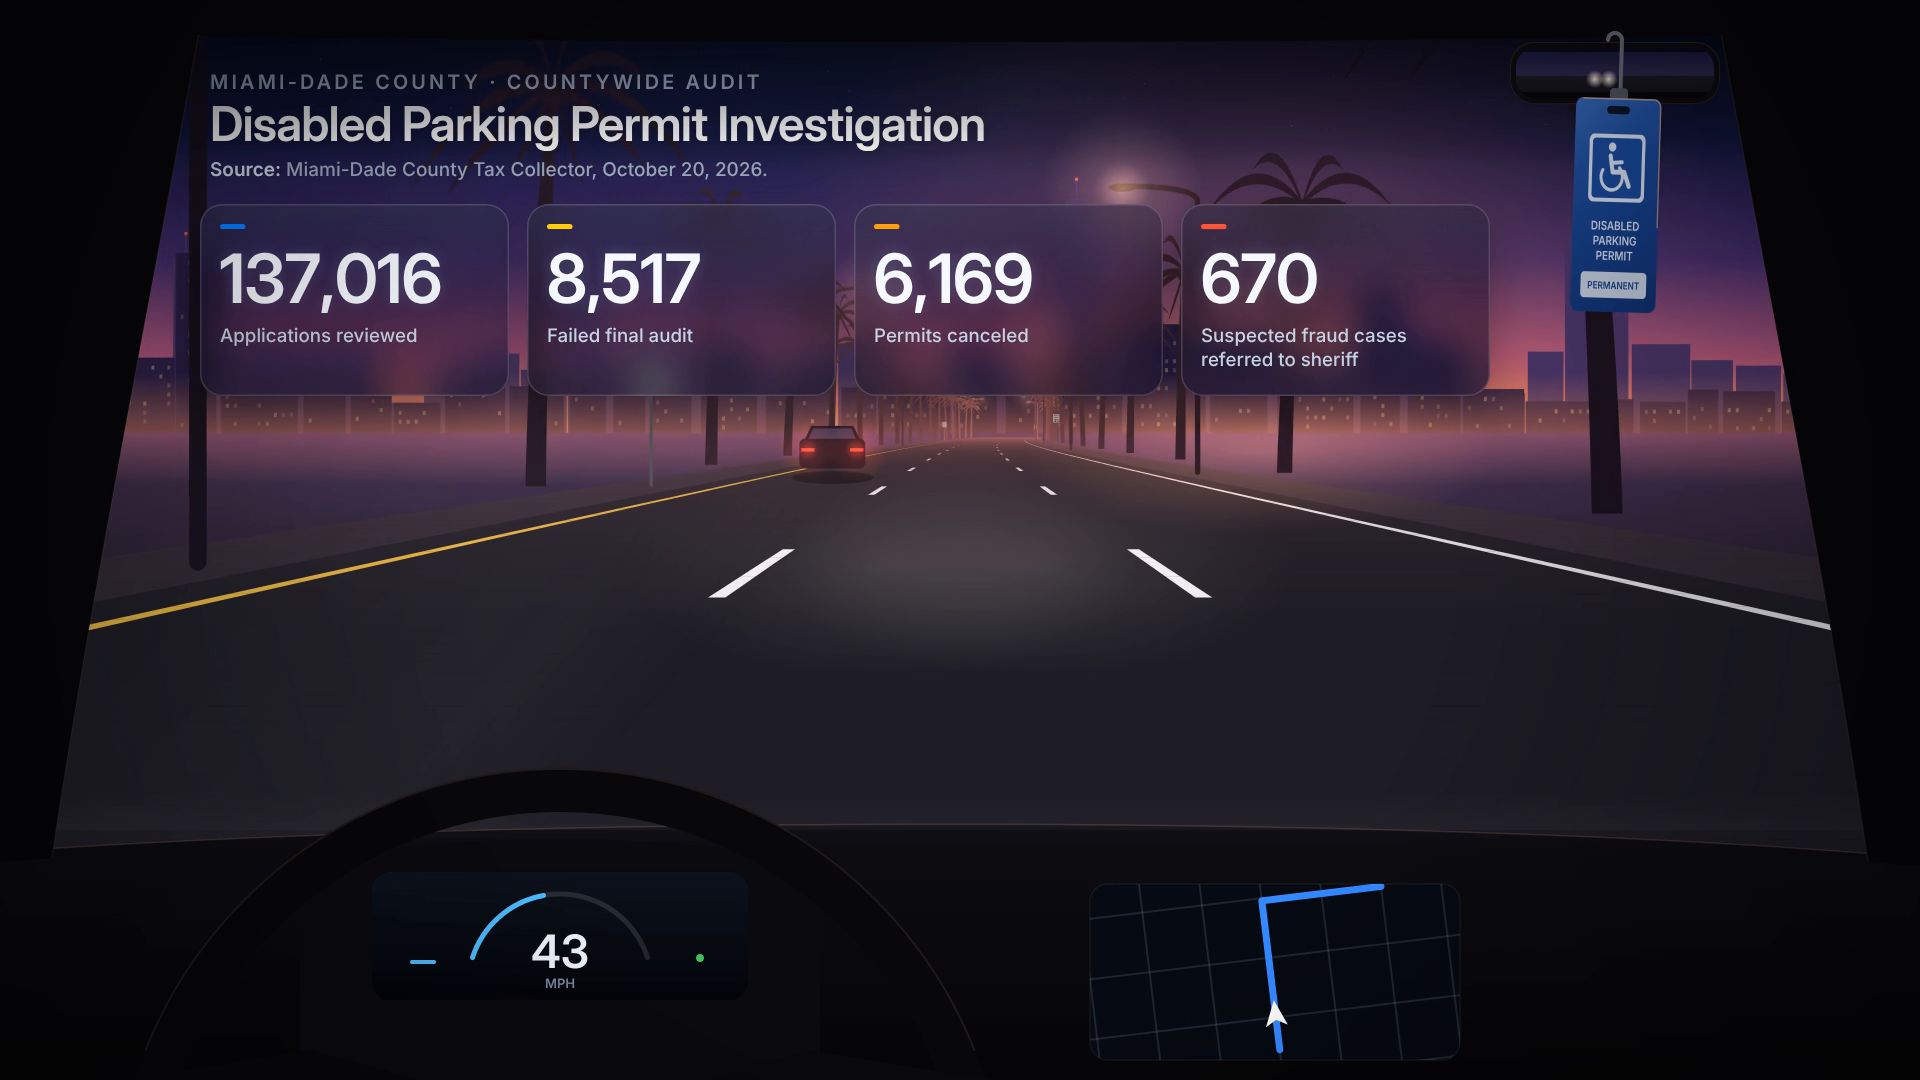 MIAMI-DADE COUNTY · COUNTYWIDE AUDIT
Disabled Parking Permit Investigation
Source: Miami-Dade County Tax Collector, October 20, 2026.
137,016
Applications reviewed
8,517
Failed final audit
6,169
Permits canceled
670
Suspected fraud cases
referred to sheriff
DISABLED
PARKING
PERMIT
PERMANENT
43
MPH